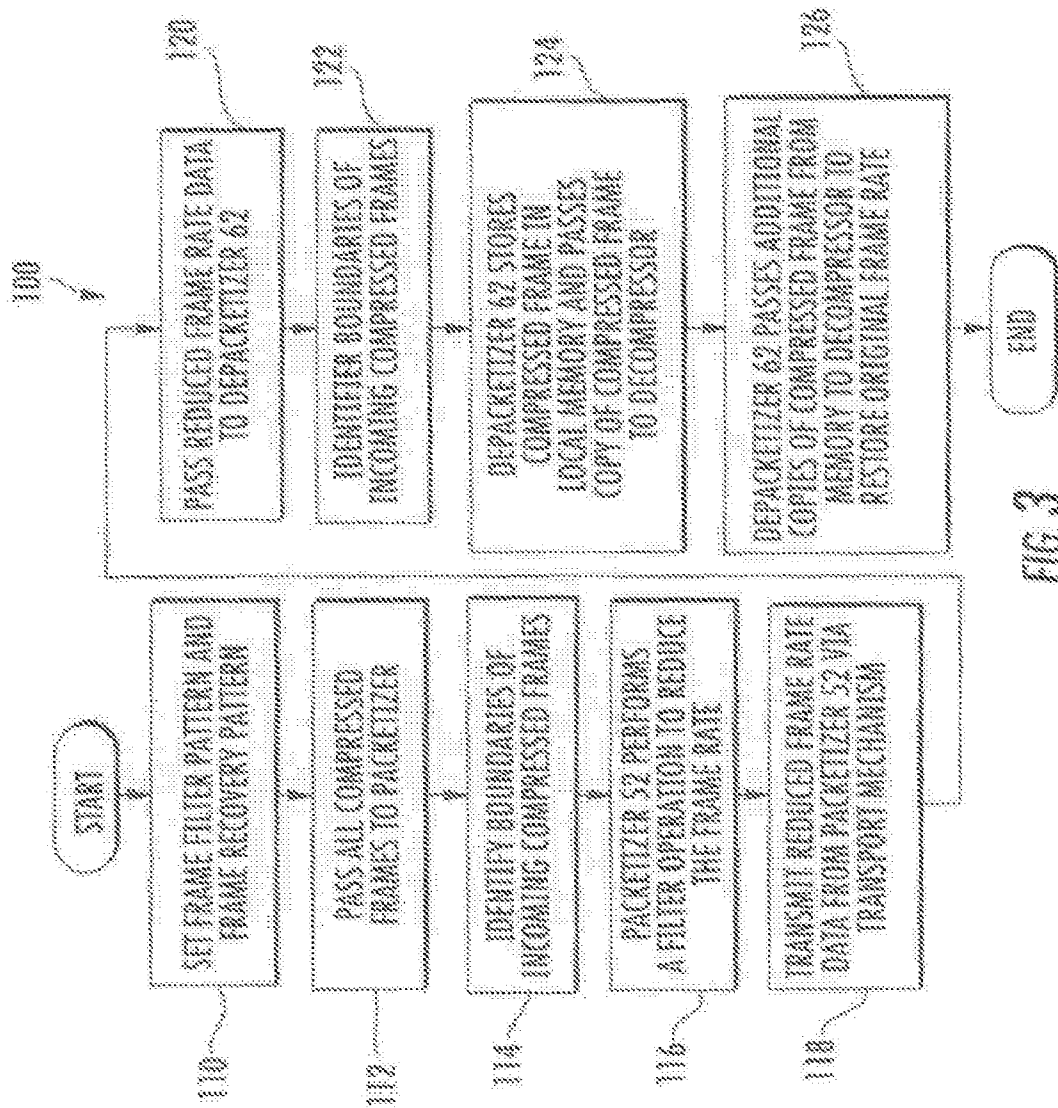 100
START
110
SET FRAME FILTER PATTERN AND
FRAME RECOVERY PATTERN
112
PASS ALL COMPRESSED
FRAMES TO PACKETIZER
114
IDENTIFY BOUNDARIES OF
INCOMING COMPRESSED FRAMES
116
PACKETIZER 52 PERFORMS
A FILTER OPERATION TO REDUCE
THE FRAME RATE
118
TRANSMIT REDUCED FRAME RATE
DATA FROM PACKETIZER 52 VIA
TRANSPORT MECHANISM
120
PASS REDUCED FRAME RATE DATA
TO DEPACKETIZER 62
122
IDENTIFER BOUNDARIES OF
INCOMING COMPRESSED FRAMES
124
DEPACKETIZER 62 STORES
COMPRESSED FRAME IN
LOCAL MEMORY AND PASSES
COPY OF COMPRESSED FRAME
TO DECOMPRESSOR
126
DEPACKETIZER 62 PASSES ADDITIONAL
COPIES OF COMPRESSED FRAME FROM
MEMORY TO DECOMPRESSOR TO
RESTORE ORIGINAL FRAME RATE
END
FIG. 3